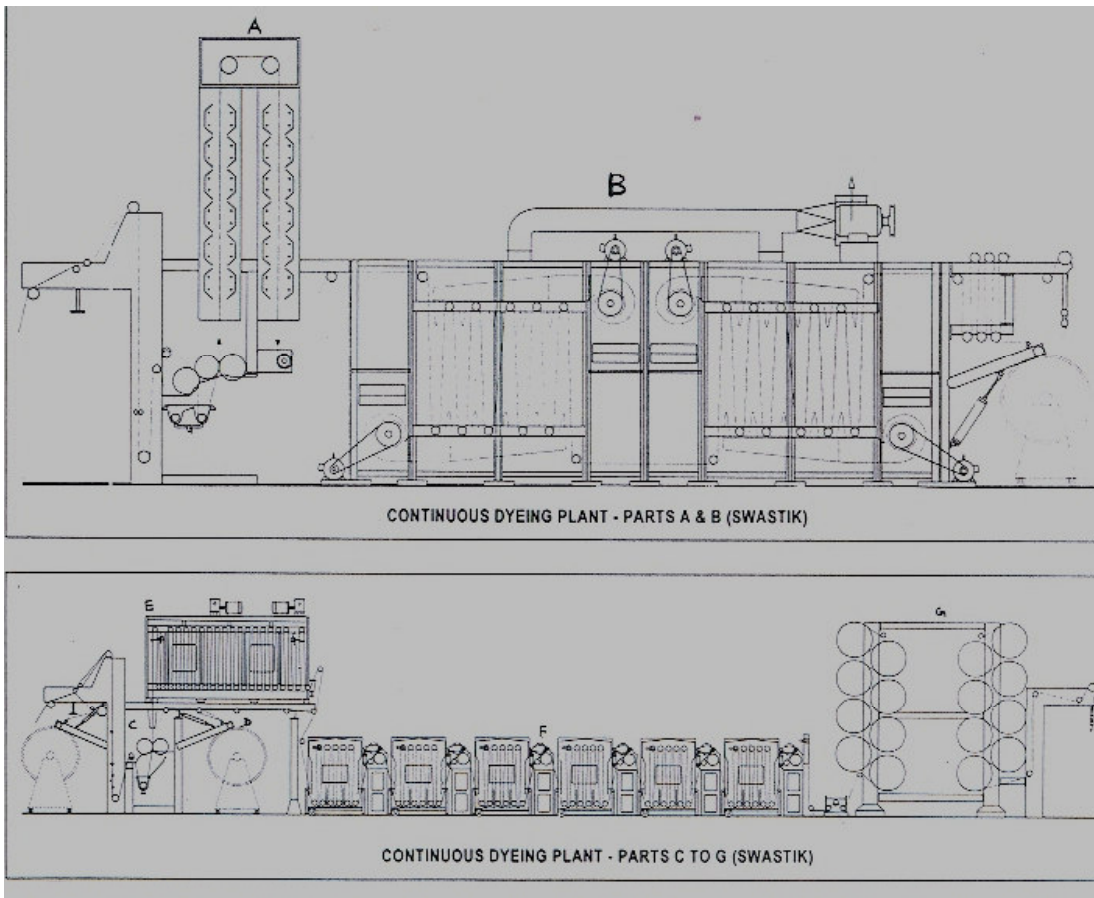 A
B
CONTINUOUS DYEING PLANT - PARTS A & B (SWASTIK)
E
G
C
D
F
CONTINUOUS DYEING PLANT - PARTS C TO G (SWASTIK)